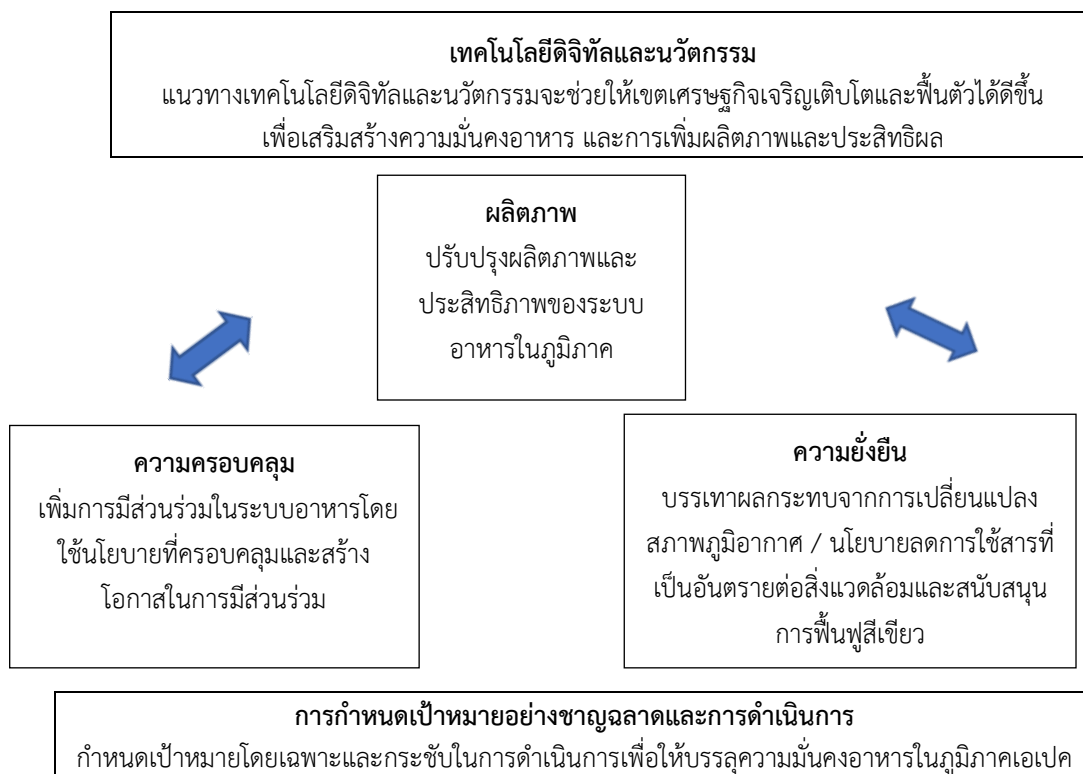 เทคโนโลยีดิจิทัลและนวัตกรรม
แนวทางเทคโนโลยีดิจิทัลและนวัตกรรมจะช่วยให้เขตเศรษฐกิจเจริญเติบโตและฟื้นตัวได้ดีขึ้น
เพื่อเสริมสร้างความมั่นคงอาหาร และการเพิ่มผลิตภาพและประสิทธิผล
ผลิตภาพ
ปรับปรุงผลิตภาพและ
ประสิทธิภาพของระบบ
อาหารในภูมิภาค
ความครอบคลุม
เพิ่มการมีส่วนร่วมในระบบอาหารโดย
ใช้นโยบายที่ครอบคลุมและสร้าง
โอกาสในการมีส่วนร่วม
ความยั่งยืน
บรรเทาผลกระทบจากการเปลี่ยนแปลง
สภาพภูมิอากาศ / นโยบายลดการใช้สารที่
เป็นอันตรายต่อสิ่งแวดล้อมและสนับสนุน
การฟื้นฟูสีเขียว
การกำหนดเป้าหมายอย่างชาญฉลาดและการดำเนินการ
กำหนดเป้าหมายโดยเฉพาะและกระชับในการดำเนินการเพื่อให้บรรลุความมั่นคงอาหารในภูมิภาคเอเปค